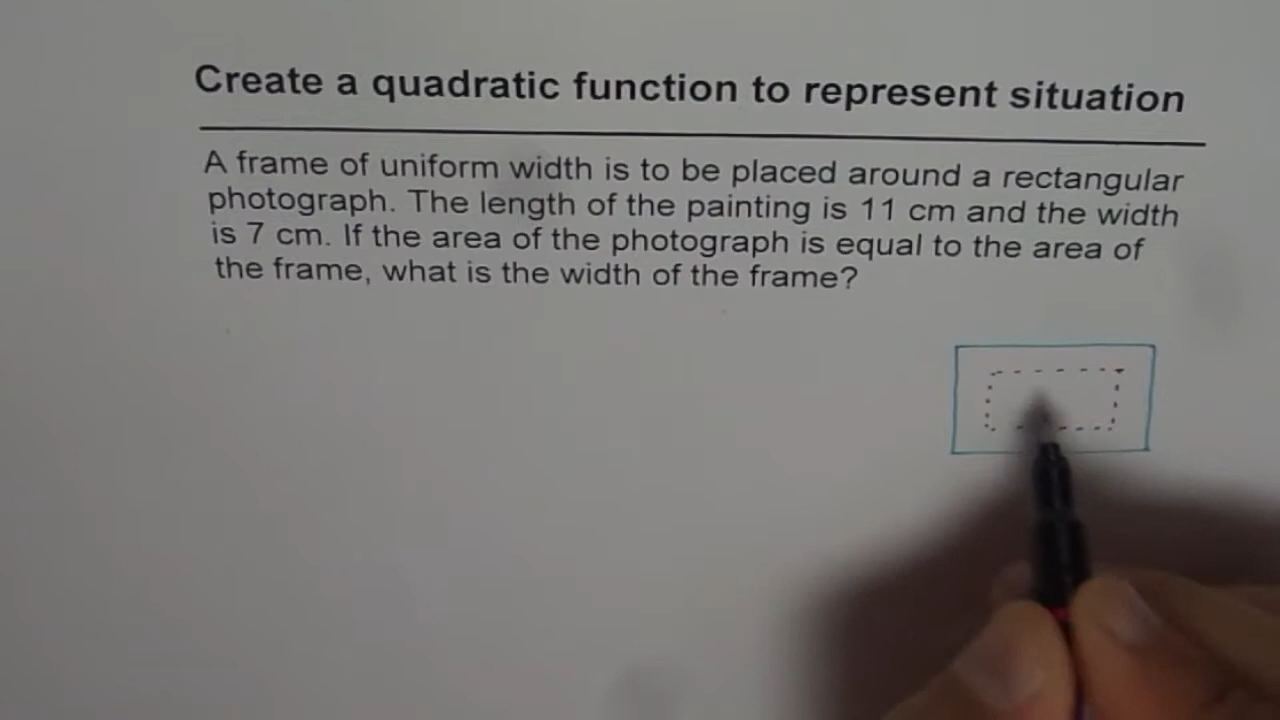 Create a quadratic function to represent situation
A frame of uniform width is to be placed around a rectangular
photograph. The length of the painting is 11 cm and the width
is 7 cm. If the area of the photograph is equal to the area of
the frame, what is the width of the frame?